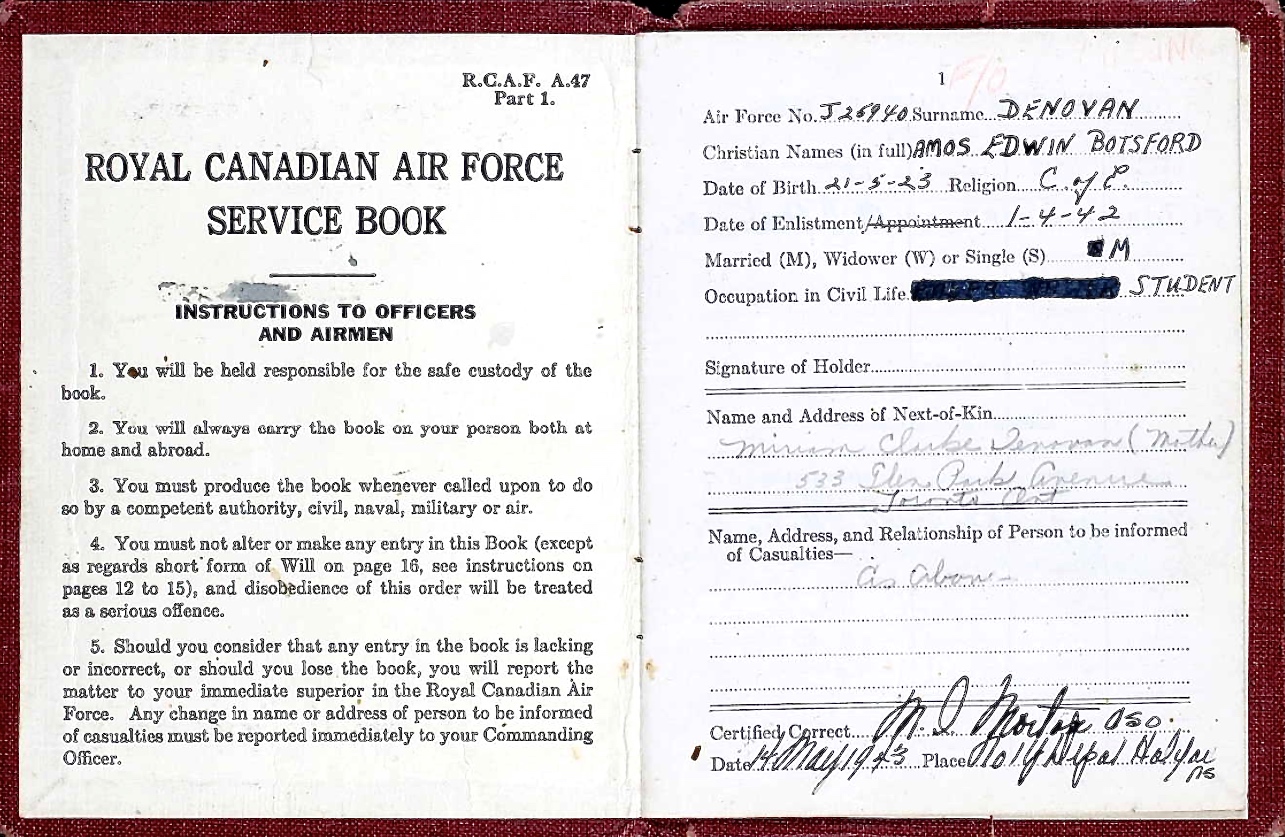 R.C.A.F. A.47
Part 1.
ROYAL CANADIAN AIR FORCE
SERVICE BOOK
INSTRUCTIONS TO OFFICERS
AND AIRMEN
1. You will be held responsible for the safe custody of the
book.
2. You will always carry the book on your person both at
home and abroad.
3. You must produce the book whenever called upon to do
so by a competent authority, civil, naval, military or air.
4. You must not alter or make any entry in this Book (except
as regards short form of Will on page 16, see instructions on
pages 12 to 15), and disobedience of this order will be treated
as a serious offence.
5. Should you consider that any entry in the book is lacking
or incorrect, or should you lose the book, you will report the
matter to your immediate superior in the Royal Canadian Air
Force. Any change in name or address of person to be informed
of casualties must be reported immediately to your Commanding
Officer.
F/O
1
Air Force No. J25940 Surname DENOVAN
Christian Names (in full) AMOS EDWIN BOTSFORD
Date of Birth 21-5-23 Religion C of E.
Date of Enlistment/Appointment 1-4-42
Married (M), Widower (W) or Single (S) M
Occupation in Civil Life STUDENT
Signature of Holder
Name and Address of Next-of-Kin
Miriam Clarke Denovan (Mother)
533 Glen Park Avenue
Toronto Ont
Name, Address, and Relationship of Person to be informed
of Casualties—
As Above
Certified Correct M. Morton
Date 14 May 1943 Place Halifax
NS